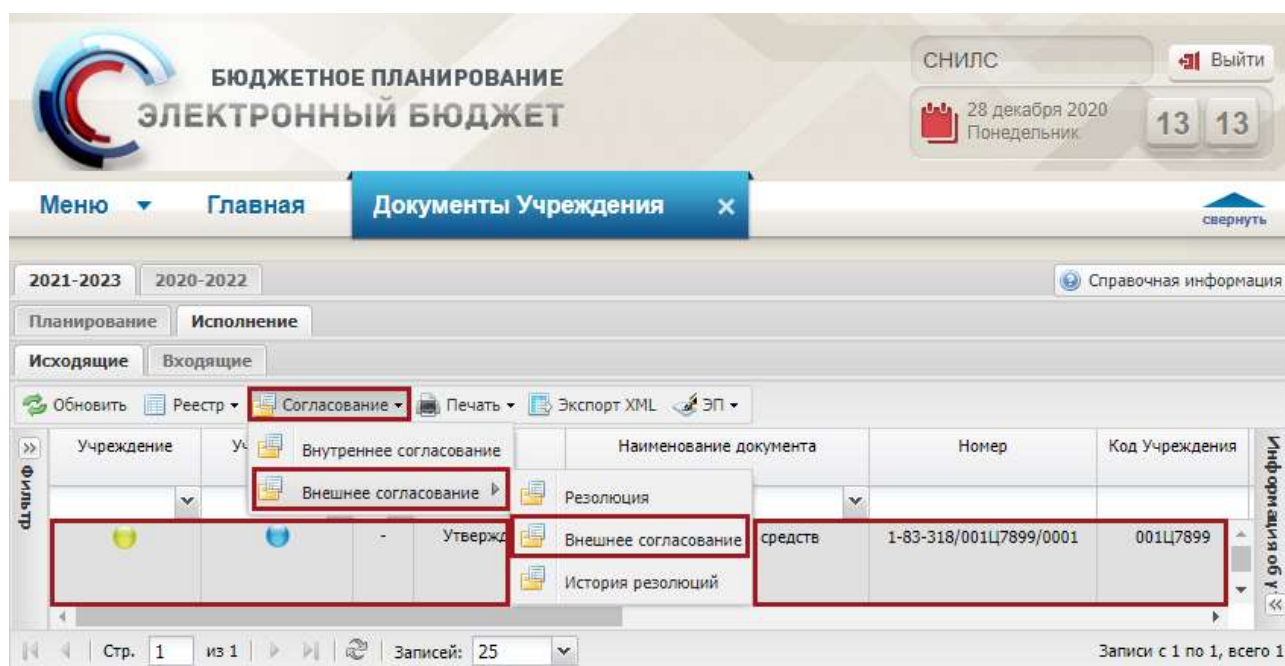 БЮДЖЕТНОЕ ПЛАНИРОВАНИЕ
ЭЛЕКТРОННЫЙ БЮДЖЕТ
СНИЛС
Выйти
28 декабря 2020
Понедельник
13 13
Меню Главная Документы Учреждения
свернуть
2021-2023 2020-2022
Справочная информация
Планирование Исполнение
Исходящие Входящие
Обновить Реестр Согласование Печать Экспорт XML ЭП
Учреждение Наименование документа Номер Код Учреждения
Внутреннее согласование
Внешнее согласование
Резолюция
Внешнее согласование
История резолюций
Фильтр
- средств 1-83-318/001Ц7899/0001 001Ц7899
Информация об
Стр. 1 из 1 Записей: 25 Записи с 1 по 1, всего 1